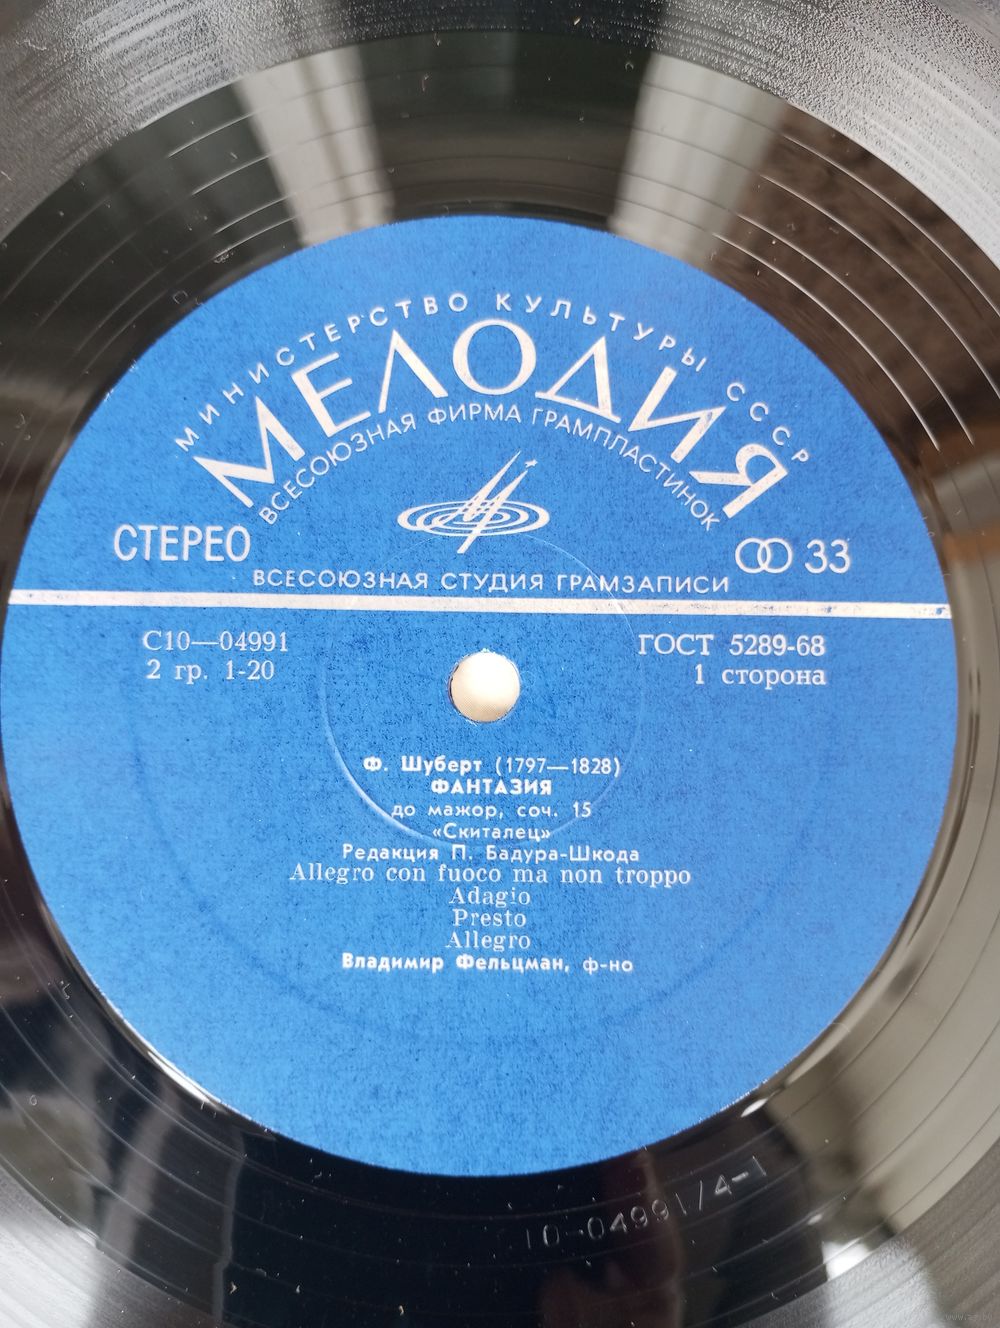 МИНИСТЕРСТВО КУЛЬТУРЫ СССР
МЕЛОДИЯ
ВСЕСОЮЗНАЯ ФИРМА ГРАМПЛАСТИНОК
СТЕРЕО
33
ВСЕСОЮЗНАЯ СТУДИЯ ГРАМЗАПИСИ
С10—04991
ГОСТ 5289-68
2 гр. 1-20
1 сторона
Ф. Шуберт (1797—1828)
ФАНТАЗИЯ
до мажор, соч. 15
«Скиталец»
Редакция П. Бадура-Шкода
Allegro con fuoco ma non troppo
Adagio
Presto
Allegro
Владимир Фельцман, ф-но
10-04991/4-1